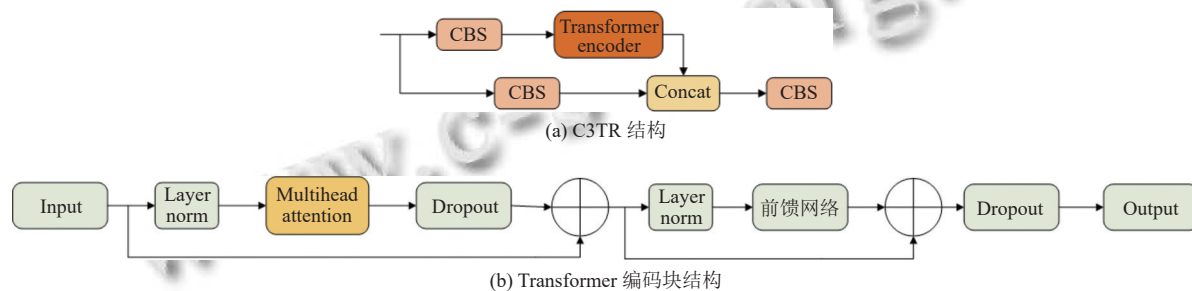 CBS
Transformer
encoder
CBS
Concat
CBS
(a) C3TR 结构
Input
Layer
norm
Multihead
attention
Dropout
Layer
norm
前馈网络
Dropout
Output
(b) Transformer 编码块结构